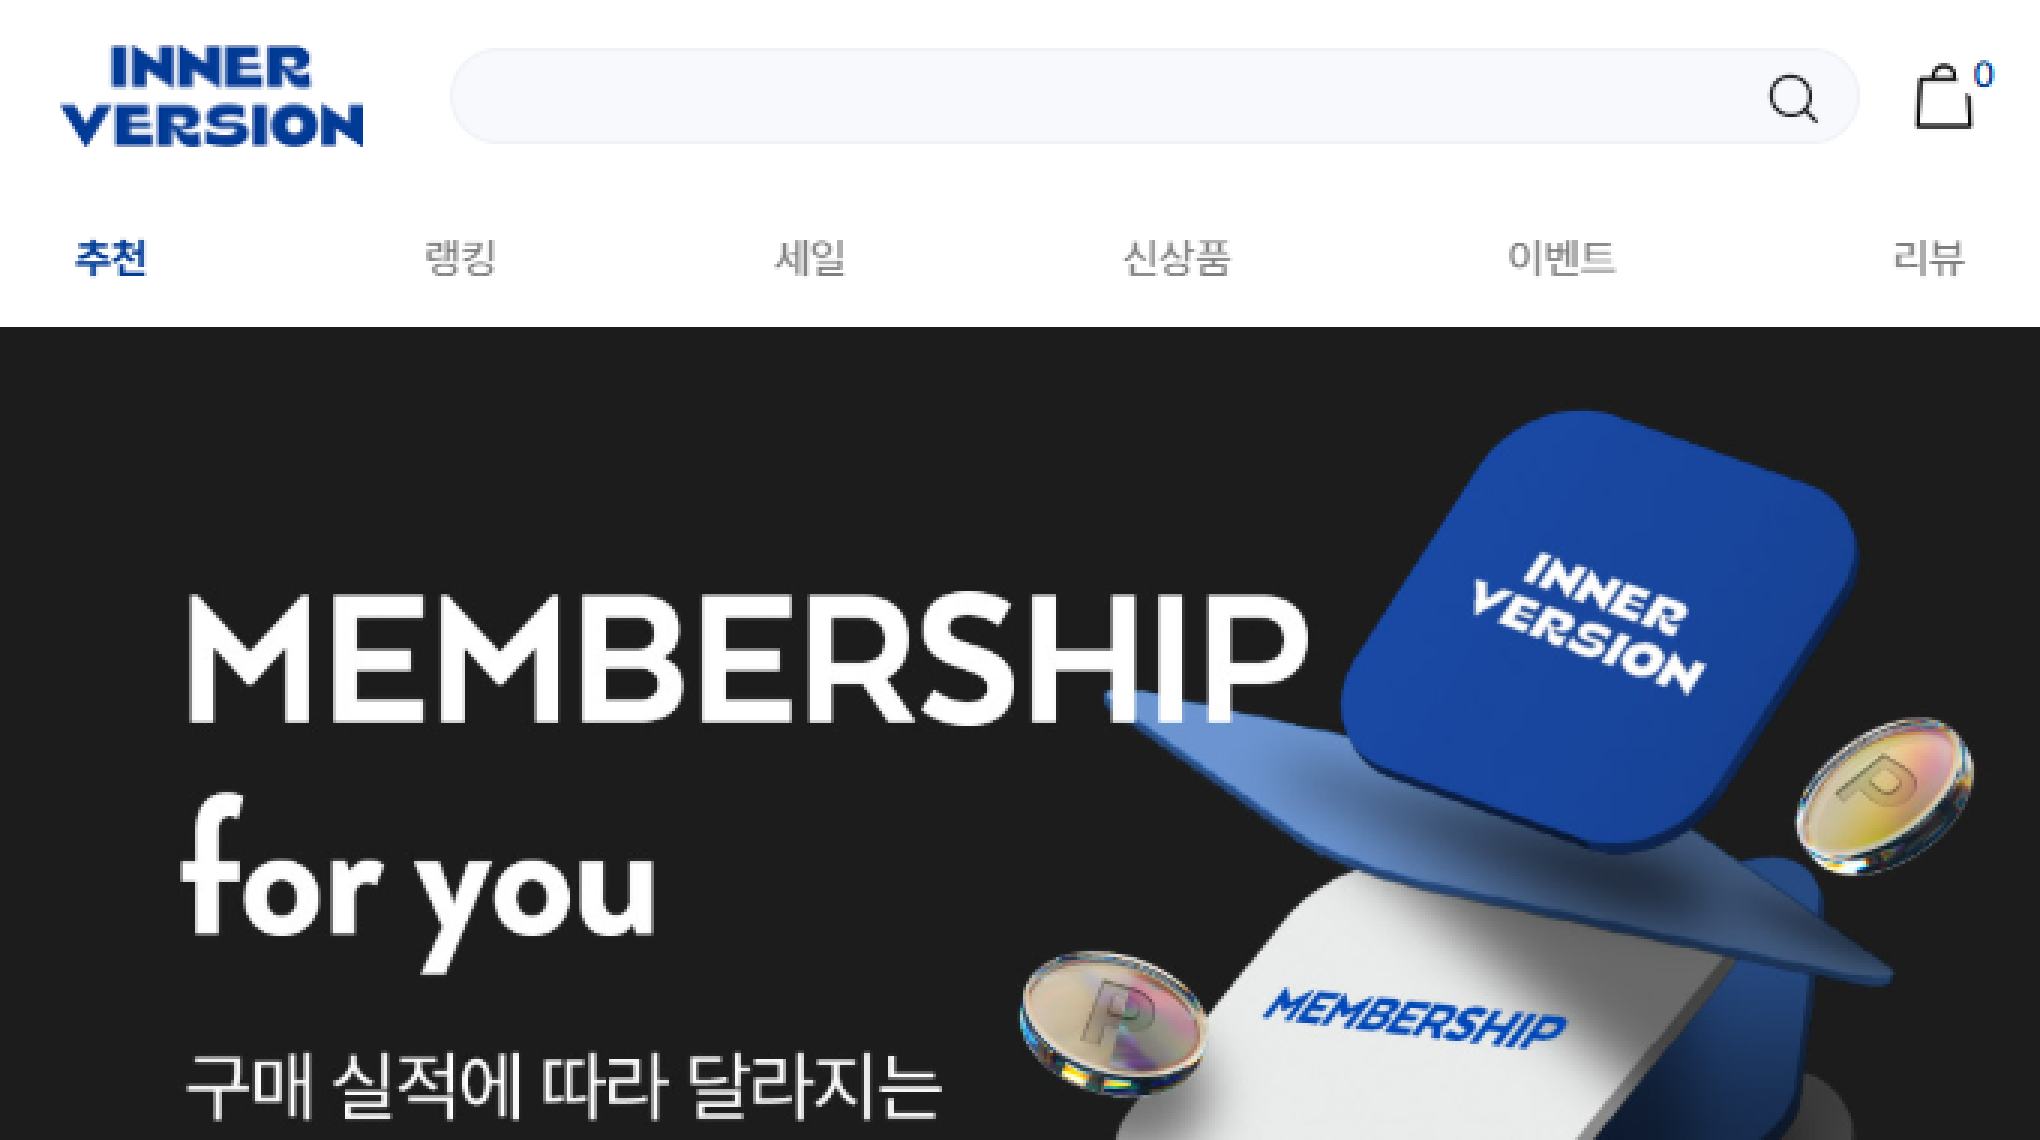 INNER
VERSION
0
추천 랭킹 세일 신상품 이벤트 리뷰
INNER
VERSION
MEMBERSHIP
for you
P
P
MEMBERSHIP
구매 실적에 따라 달라지는